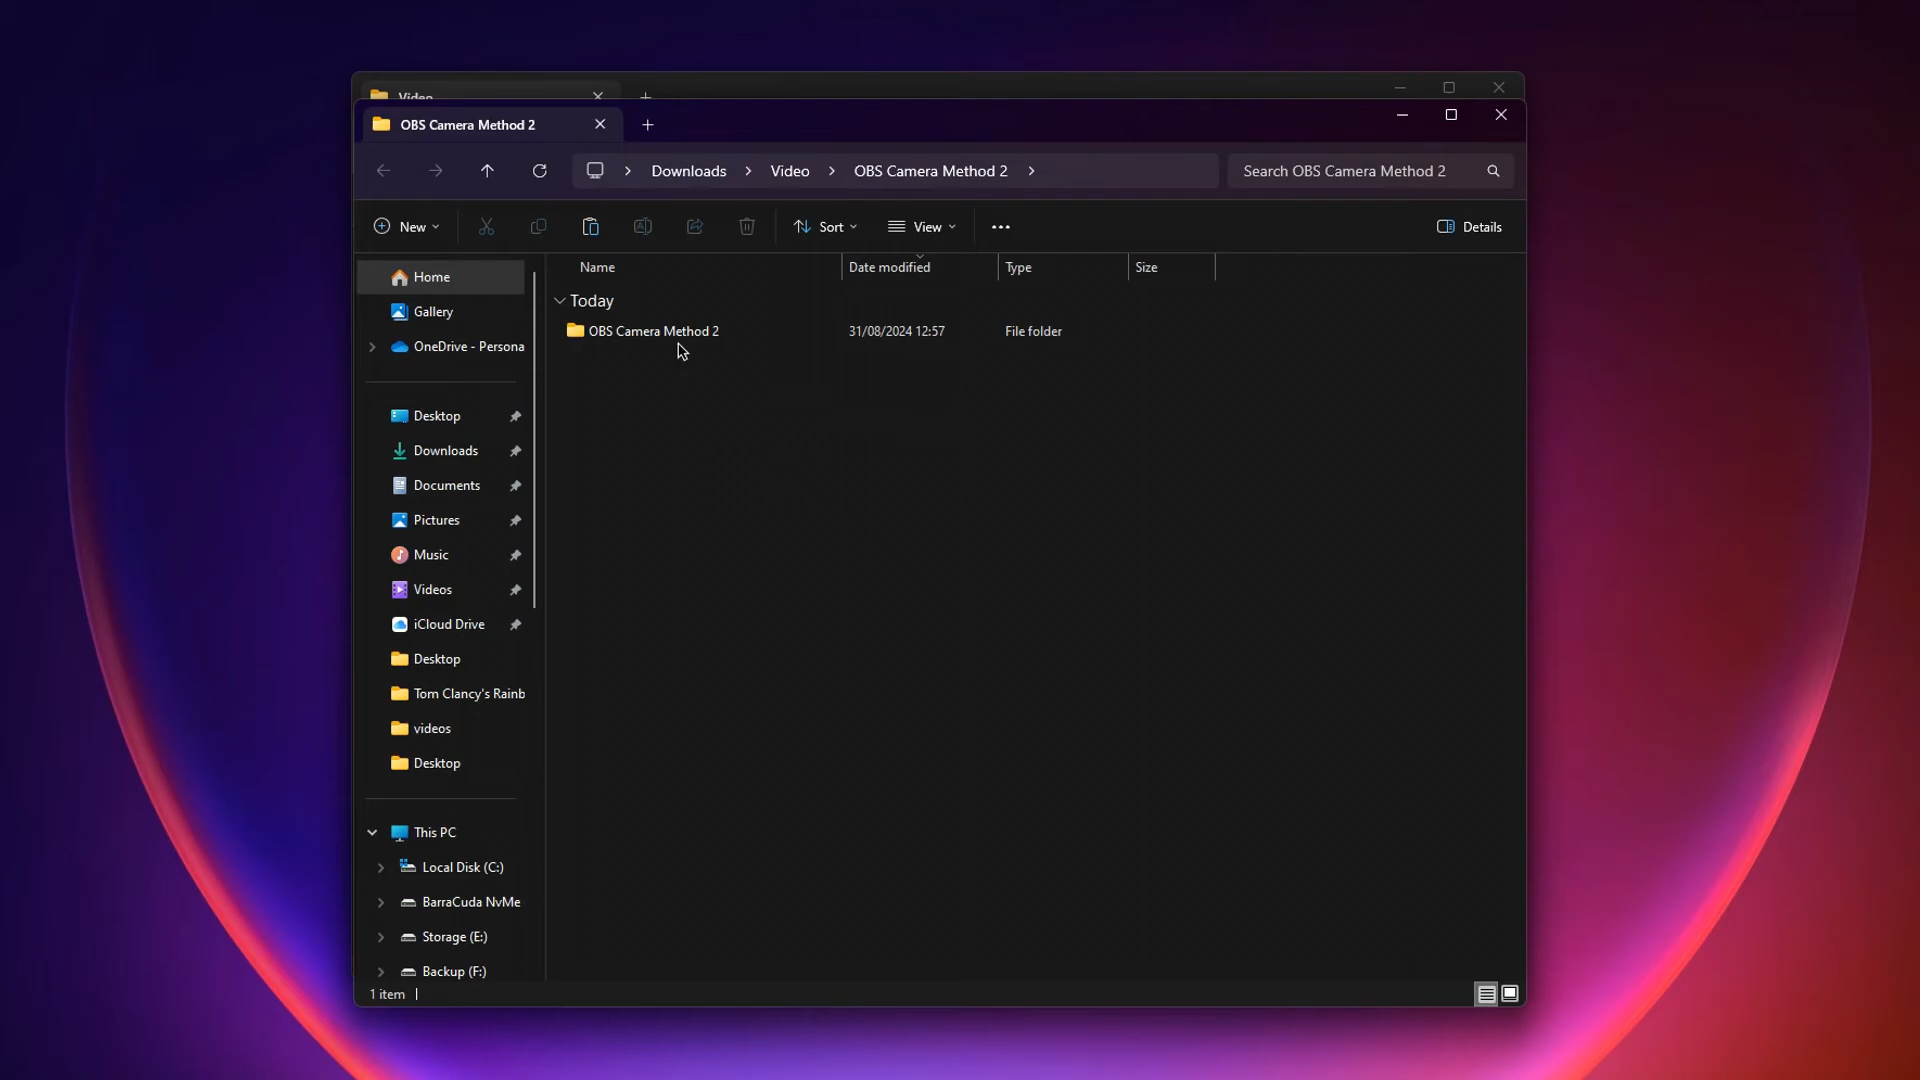 Video
OBS Camera Method 2
Downloads Video OBS Camera Method 2
Search OBS Camera Method 2
New Sort View Details
Name Date modified Type Size
Today
OBS Camera Method 2 31/08/2024 12:57 File folder
Home
Gallery
OneDrive - Persona
Desktop
Downloads
Documents
Pictures
Music
Videos
iCloud Drive
Desktop
Tom Clancy's Rainb
videos
Desktop
This PC
Local Disk (C:)
BarraCuda NvMe
Storage (E:)
Backup (F:)
1 item